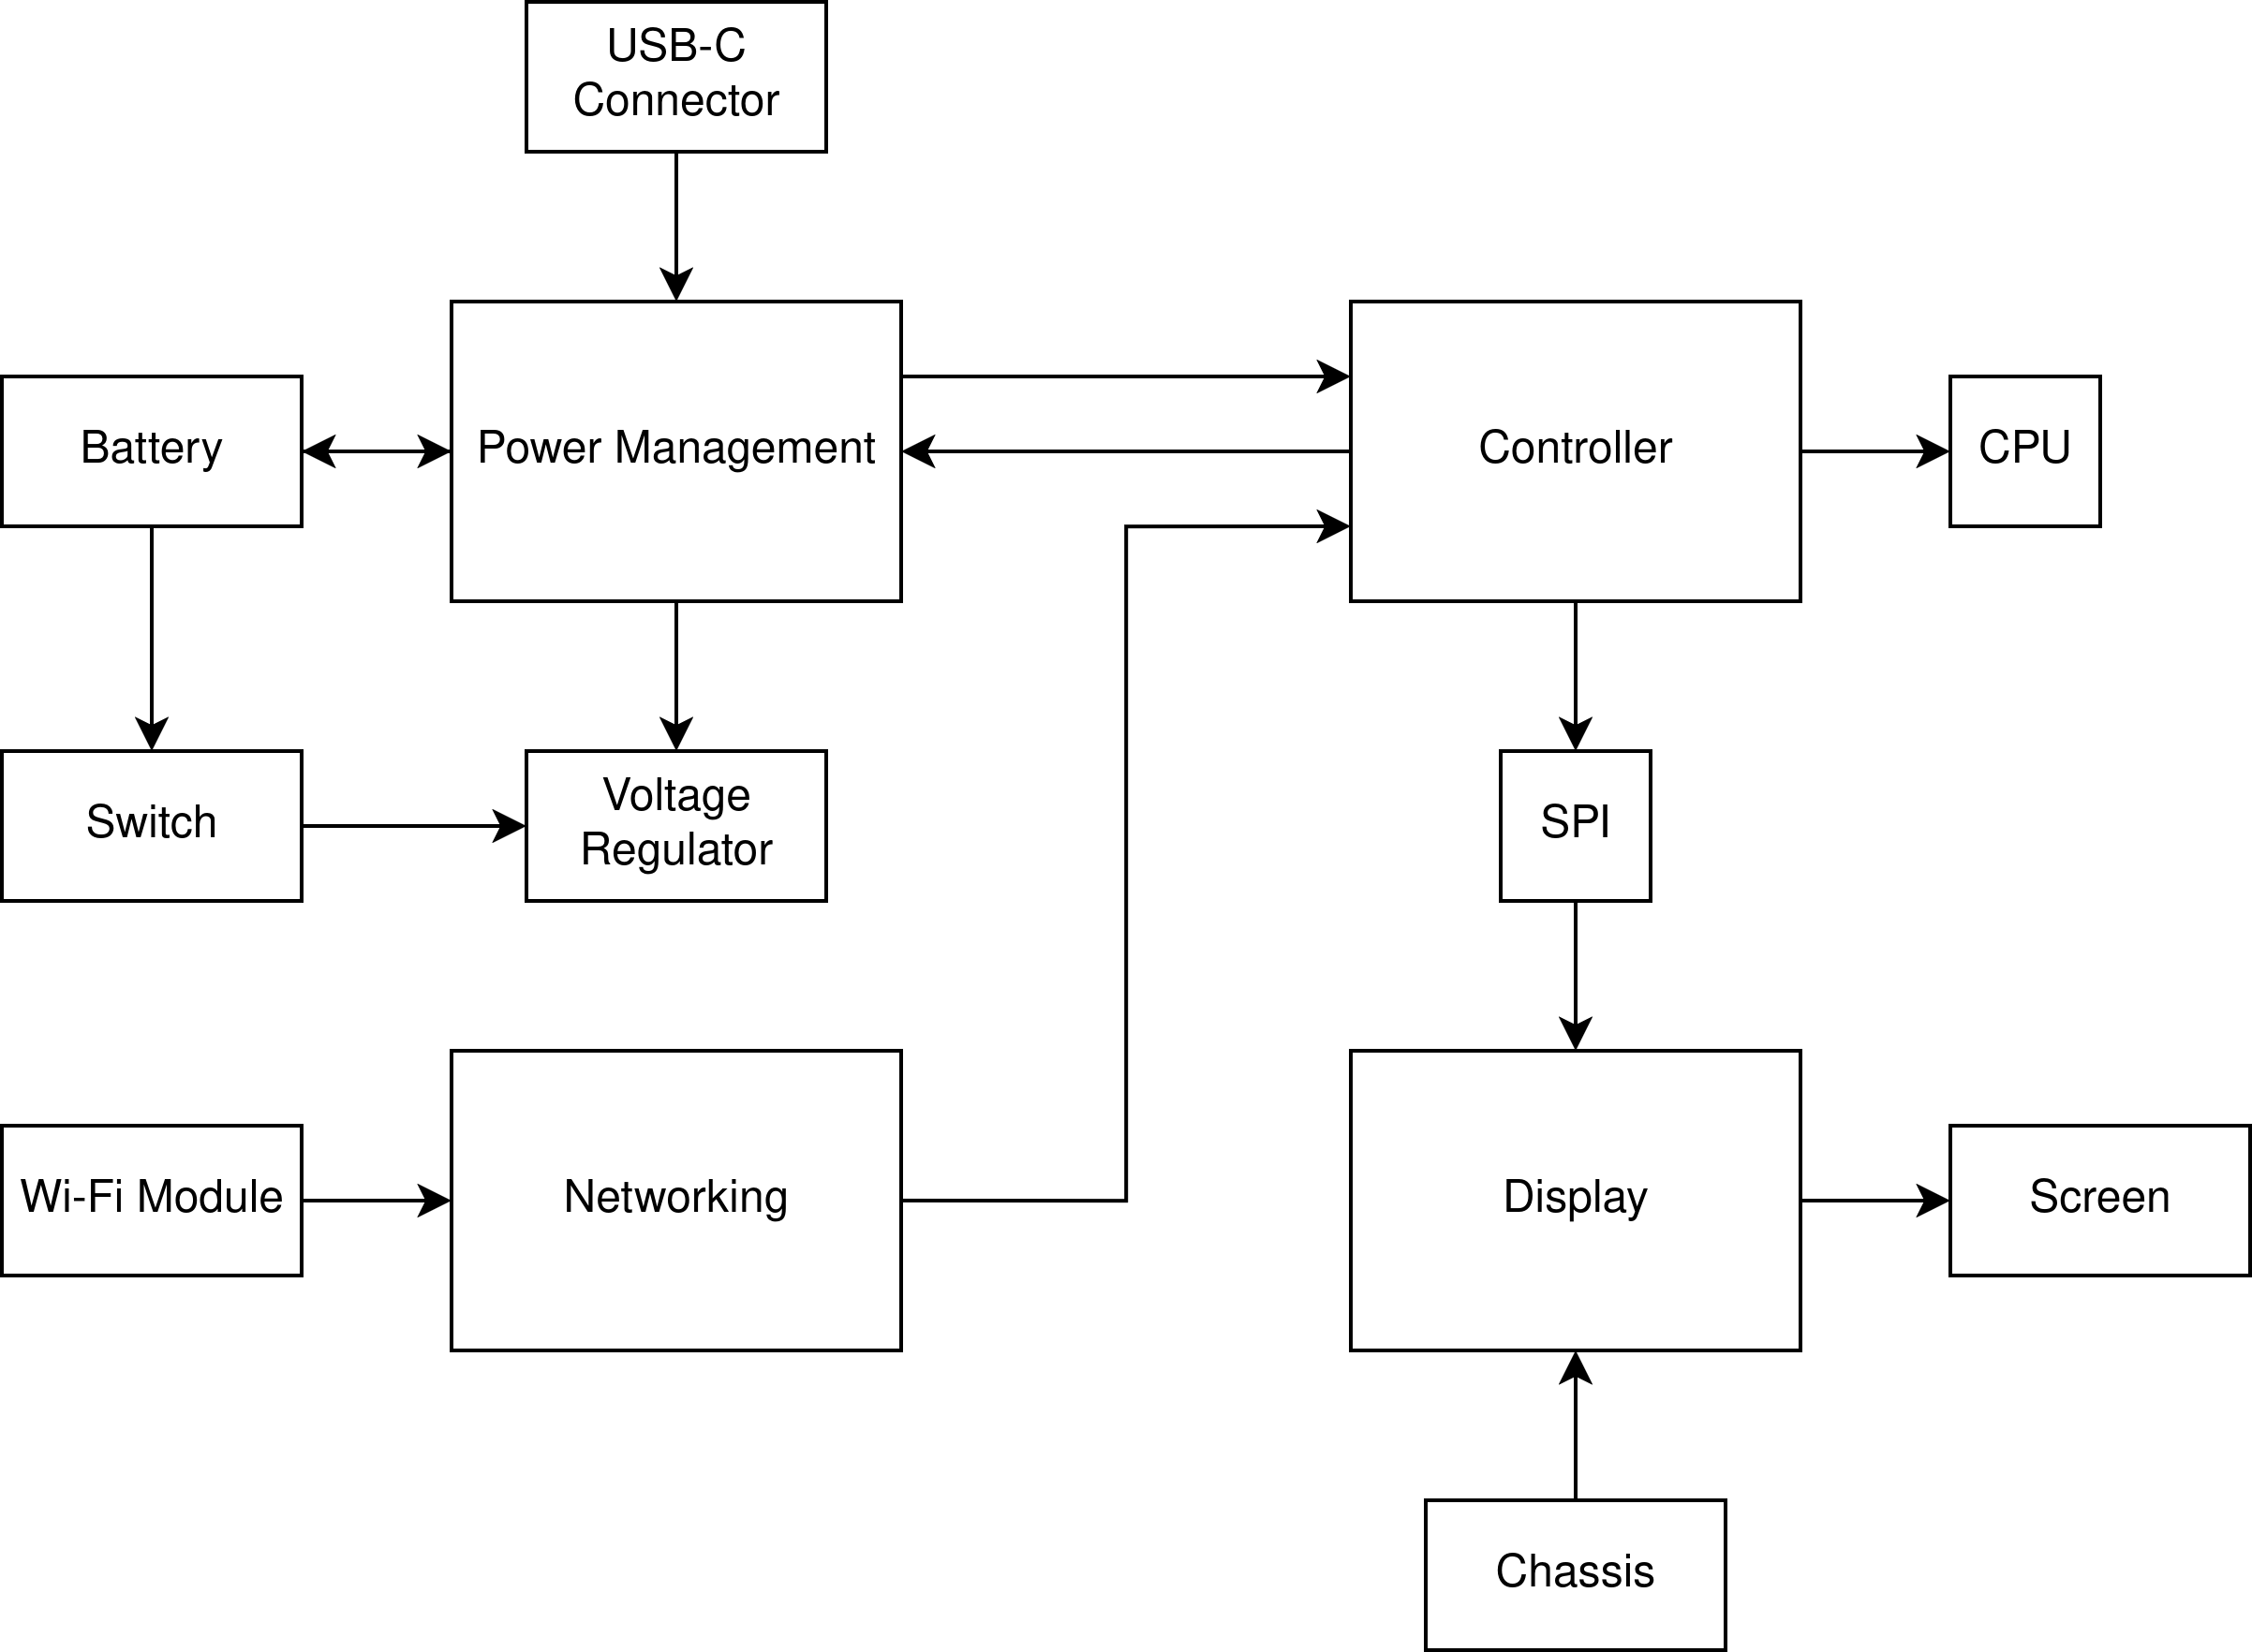 USB-C
Connector
Battery
Power Management
Controller
CPU
Switch
Voltage
Regulator
SPI
Wi-Fi Module
Networking
Display
Screen
Chassis